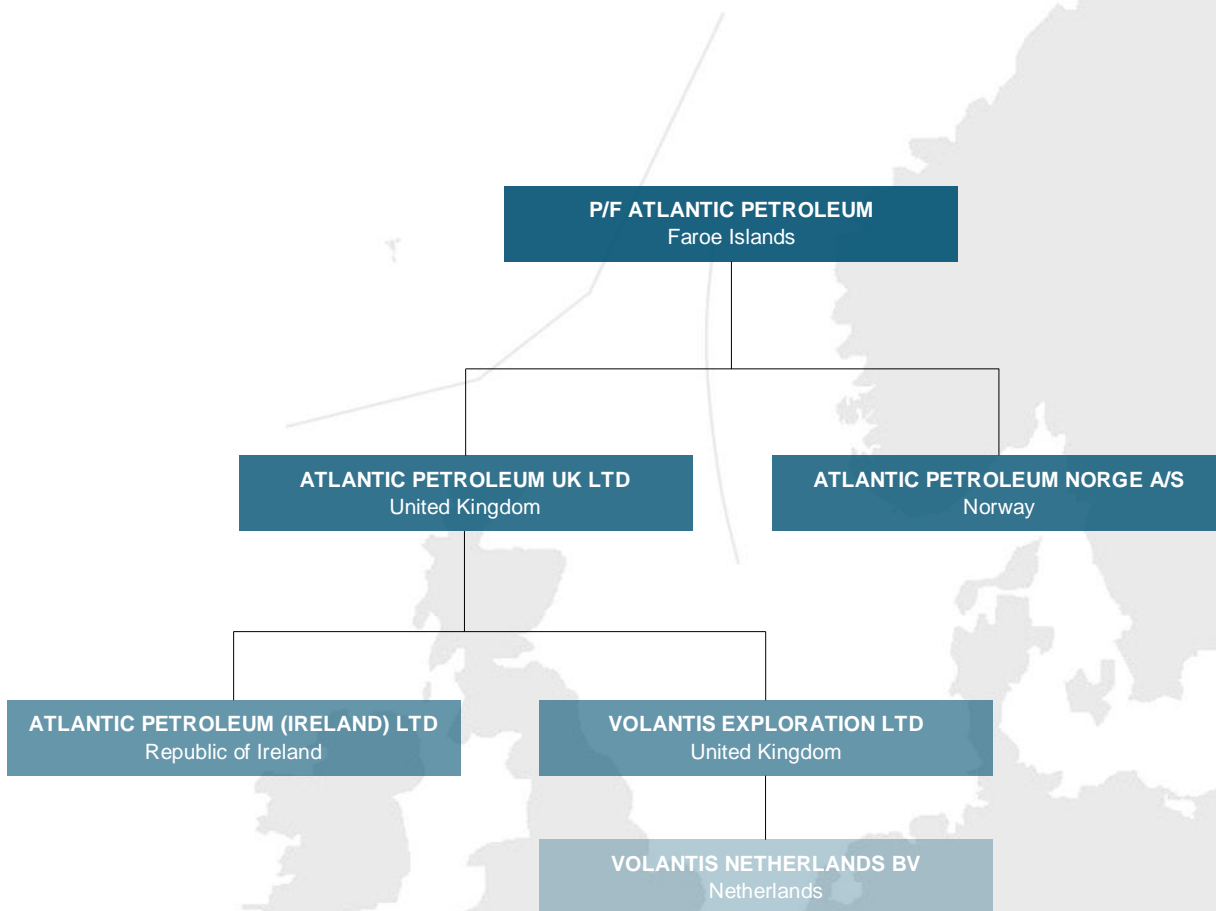 P/F ATLANTIC PETROLEUM
Faroe Islands
ATLANTIC PETROLEUM UK LTD
United Kingdom
ATLANTIC PETROLEUM NORGE A/S
Norway
ATLANTIC PETROLEUM (IRELAND) LTD
Republic of Ireland
VOLANTIS EXPLORATION LTD
United Kingdom
VOLANTIS NETHERLANDS BV
Netherlands